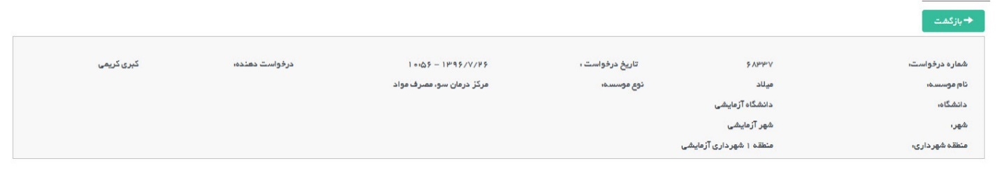 بازگشت
شماره درخواست: ۶۸۳۳۷ تاریخ درخواست : ۱۳۹۶/۷/۲۶ - ۱۰:۵۶ درخواست دهنده: کبری کریمی
نام موسسه: میلاد نوع موسسه: مرکز درمان سوء مصرف مواد
دانشگاه: دانشگاه آزمایشی
شهر: شهر آزمایشی
منطقه شهرداری: منطقه ۱ شهرداری آزمایشی